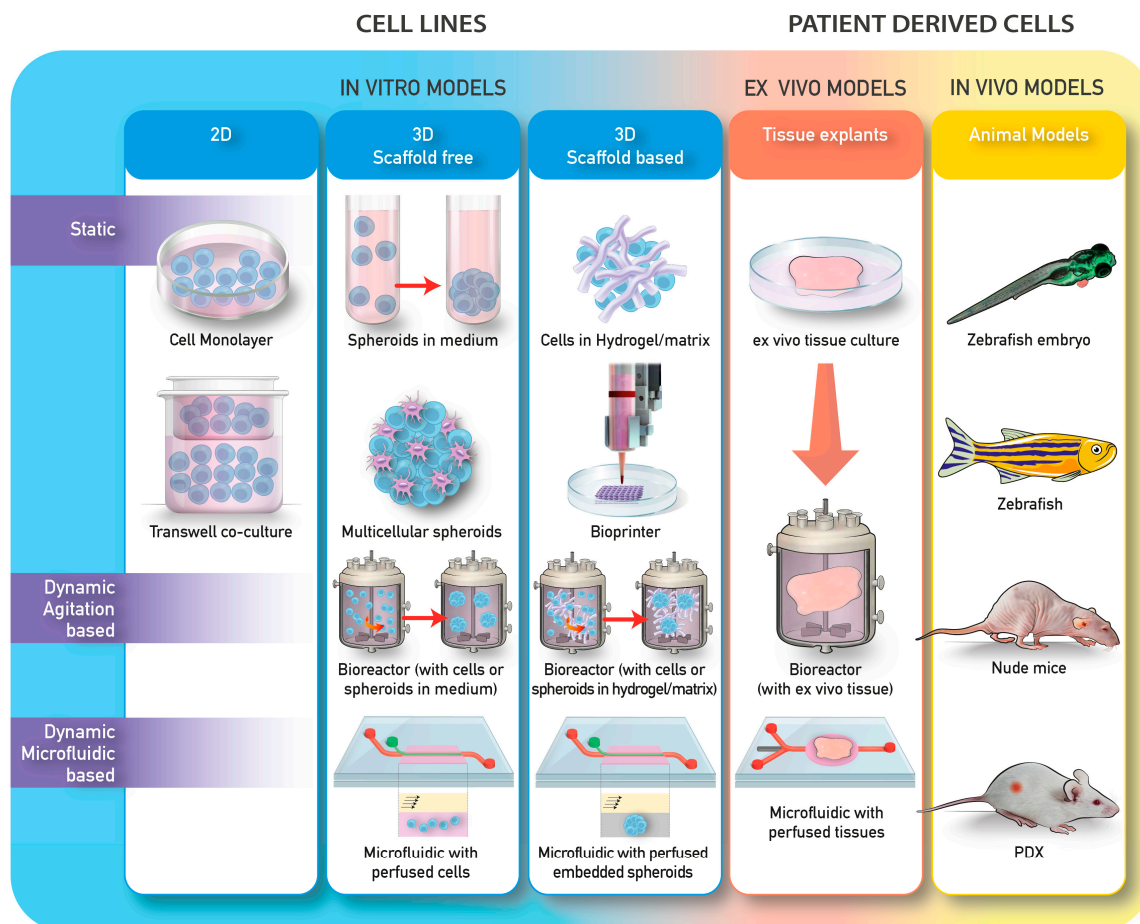 CELL LINES
PATIENT DERIVED CELLS
IN VITRO MODELS
EX VIVO MODELS
IN VIVO MODELS
2D
3D
Scaffold free
3D
Scaffold based
Tissue explants
Animal Models
Static
Cell Monolayer
Spheroids in medium
Cells in Hydrogel/matrix
ex vivo tissue culture
Zebrafish embryo
Transwell co-culture
Multicellular spheroids
Bioprinter
Zebrafish
Dynamic
Agitation
based
Bioreactor (with cells or
spheroids in medium)
Bioreactor (with cells or
spheroids in hydrogel/matrix)
Bioreactor
(with ex vivo tissue)
Nude mice
Dynamic
Microfluidic
based
Microfluidic with
perfused cells
Microfluidic with perfused
embedded spheroids
Microfluidic with
perfused tissues
PDX